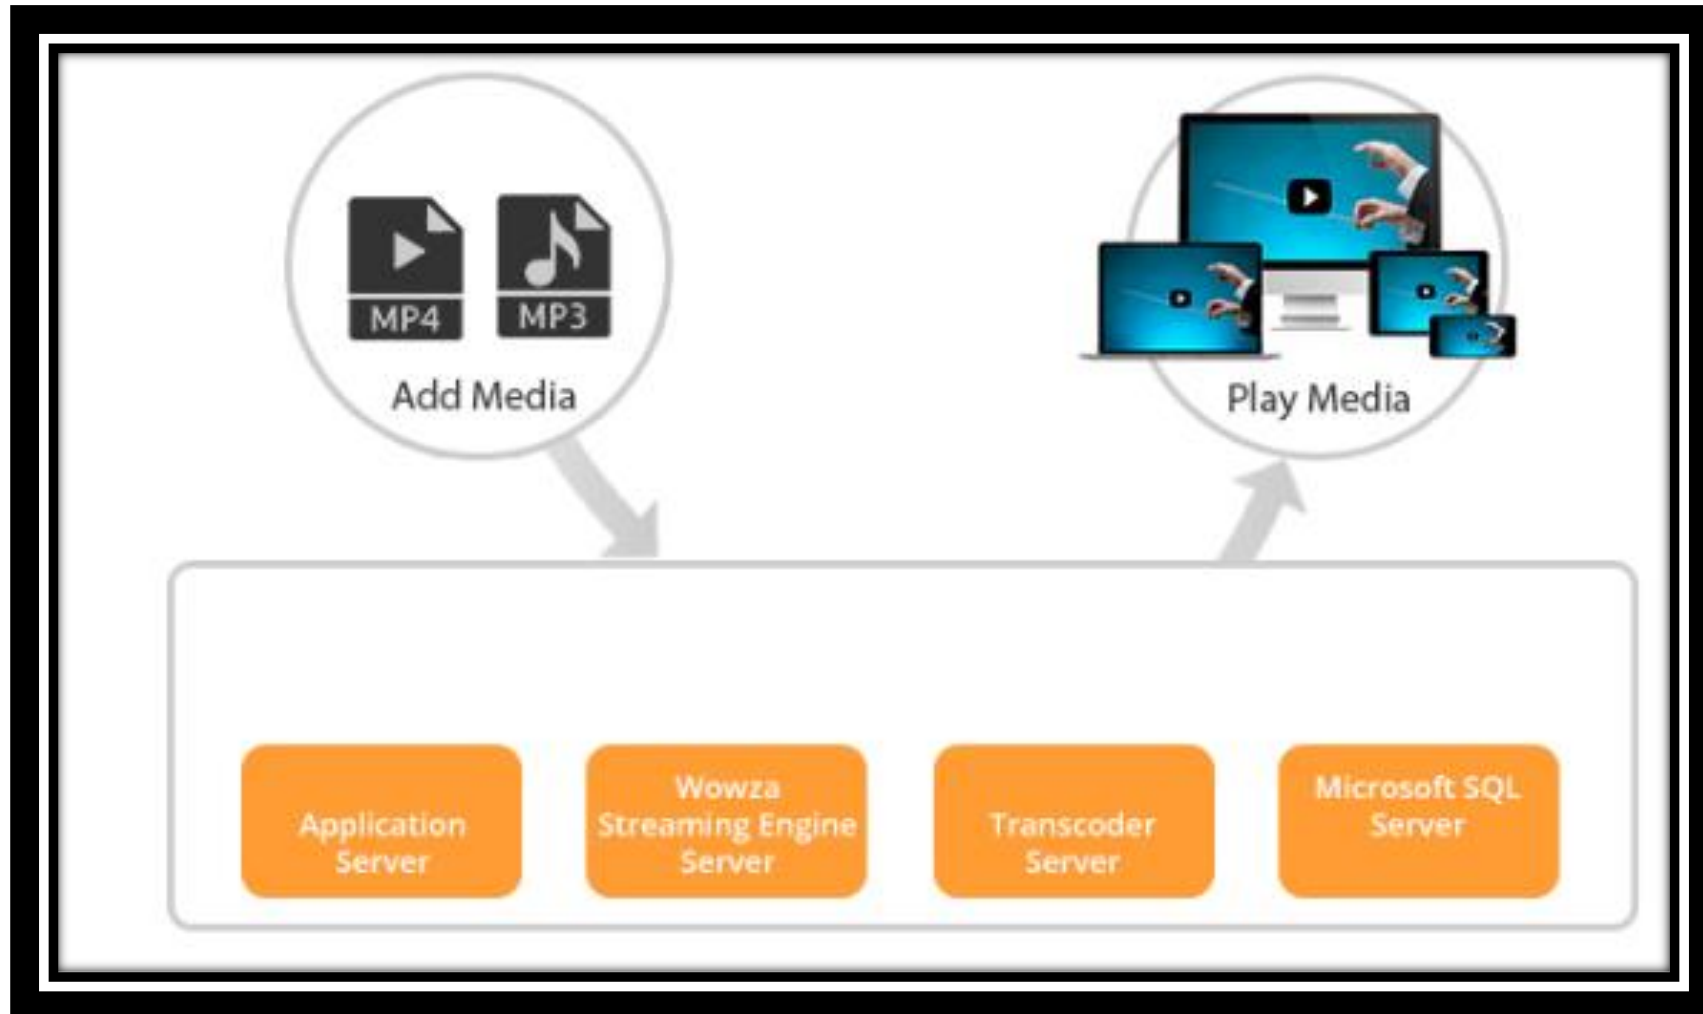 MP4
MP3
Add Media
Play Media
Application
Server
Wowza
Streaming Engine
Server
Transcoder
Server
Microsoft SQL
Server